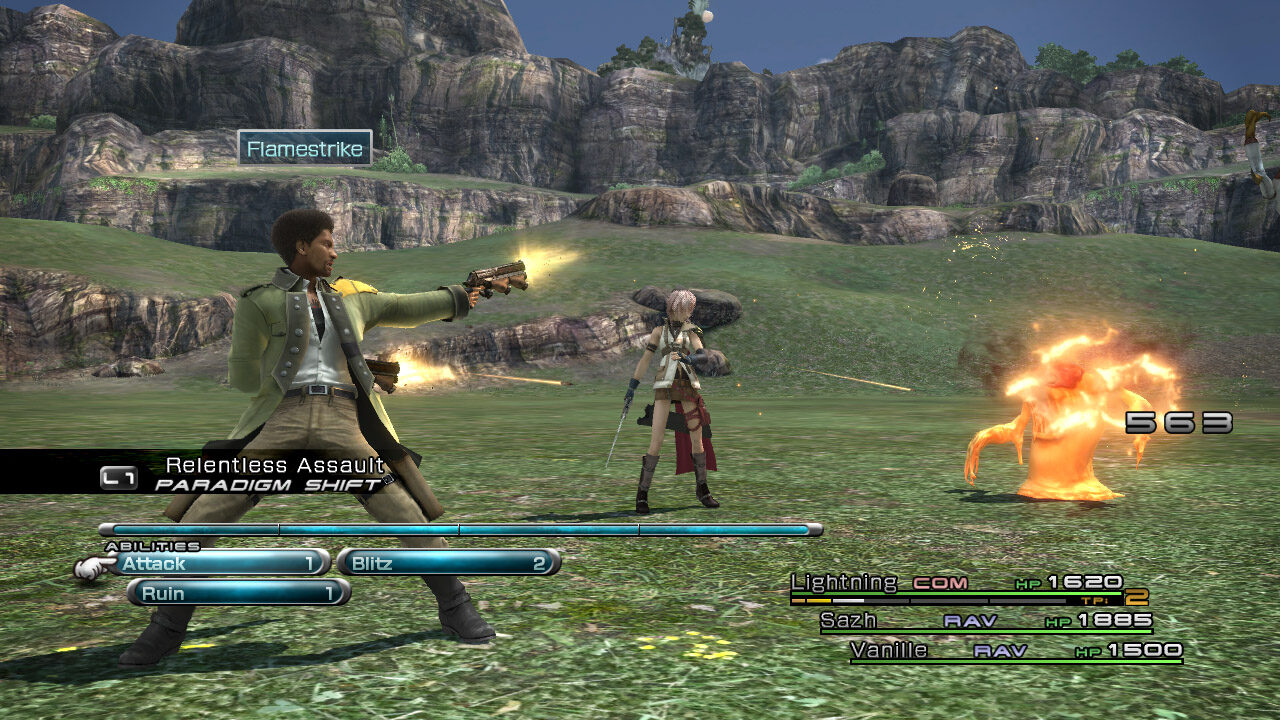 Flamestrike
563
L1 Relentless Assault
PARADIGM SHIFT
ABILITIES
Attack 1 Blitz 2
Ruin 1
Lightning COM HP 1620
TP: 2
Sazh RAV HP 1885
Vanille RAV HP 1500